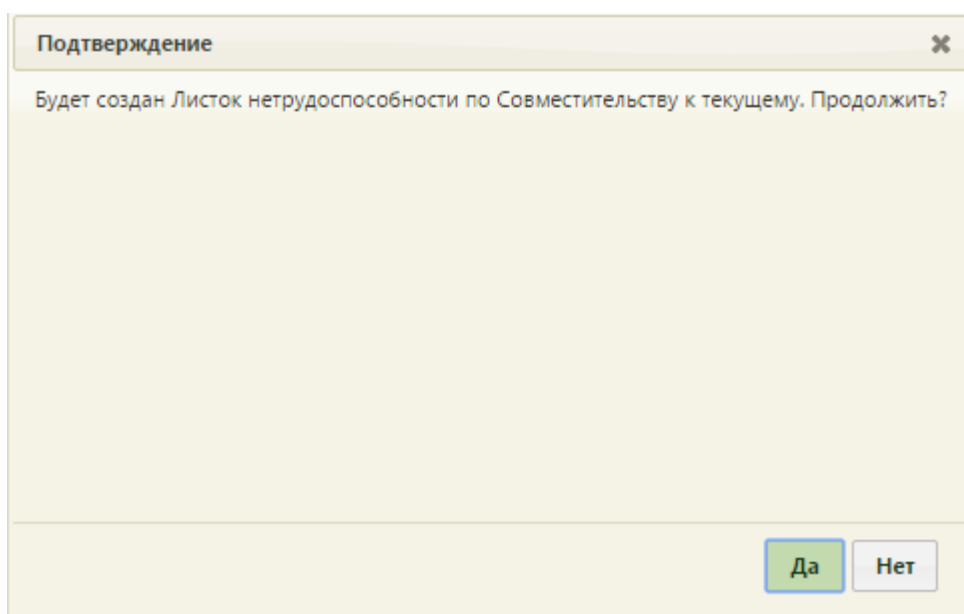 Подтверждение
Будет создан Листок нетрудоспособности по Совместительству к текущему. Продолжить?
Да Нет